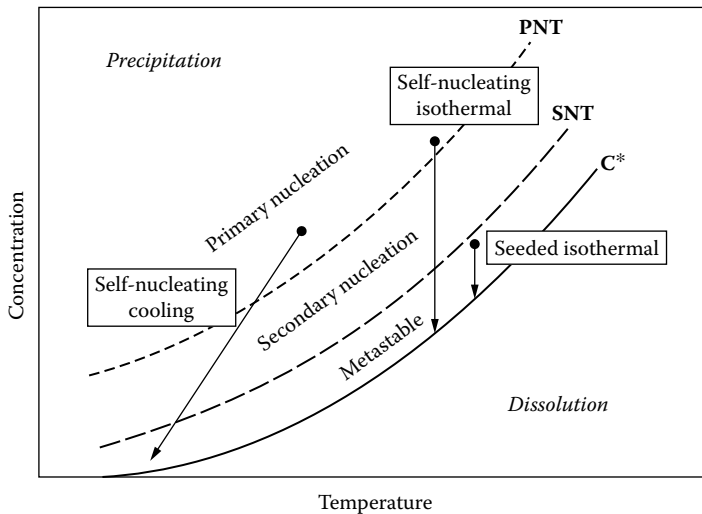 PNT
Precipitation
Self-nucleating
isothermal
SNT
C*
Primary nucleation
Secondary nucleation
Seeded isothermal
Self-nucleating
cooling
Metastable
Dissolution
Concentration
Temperature